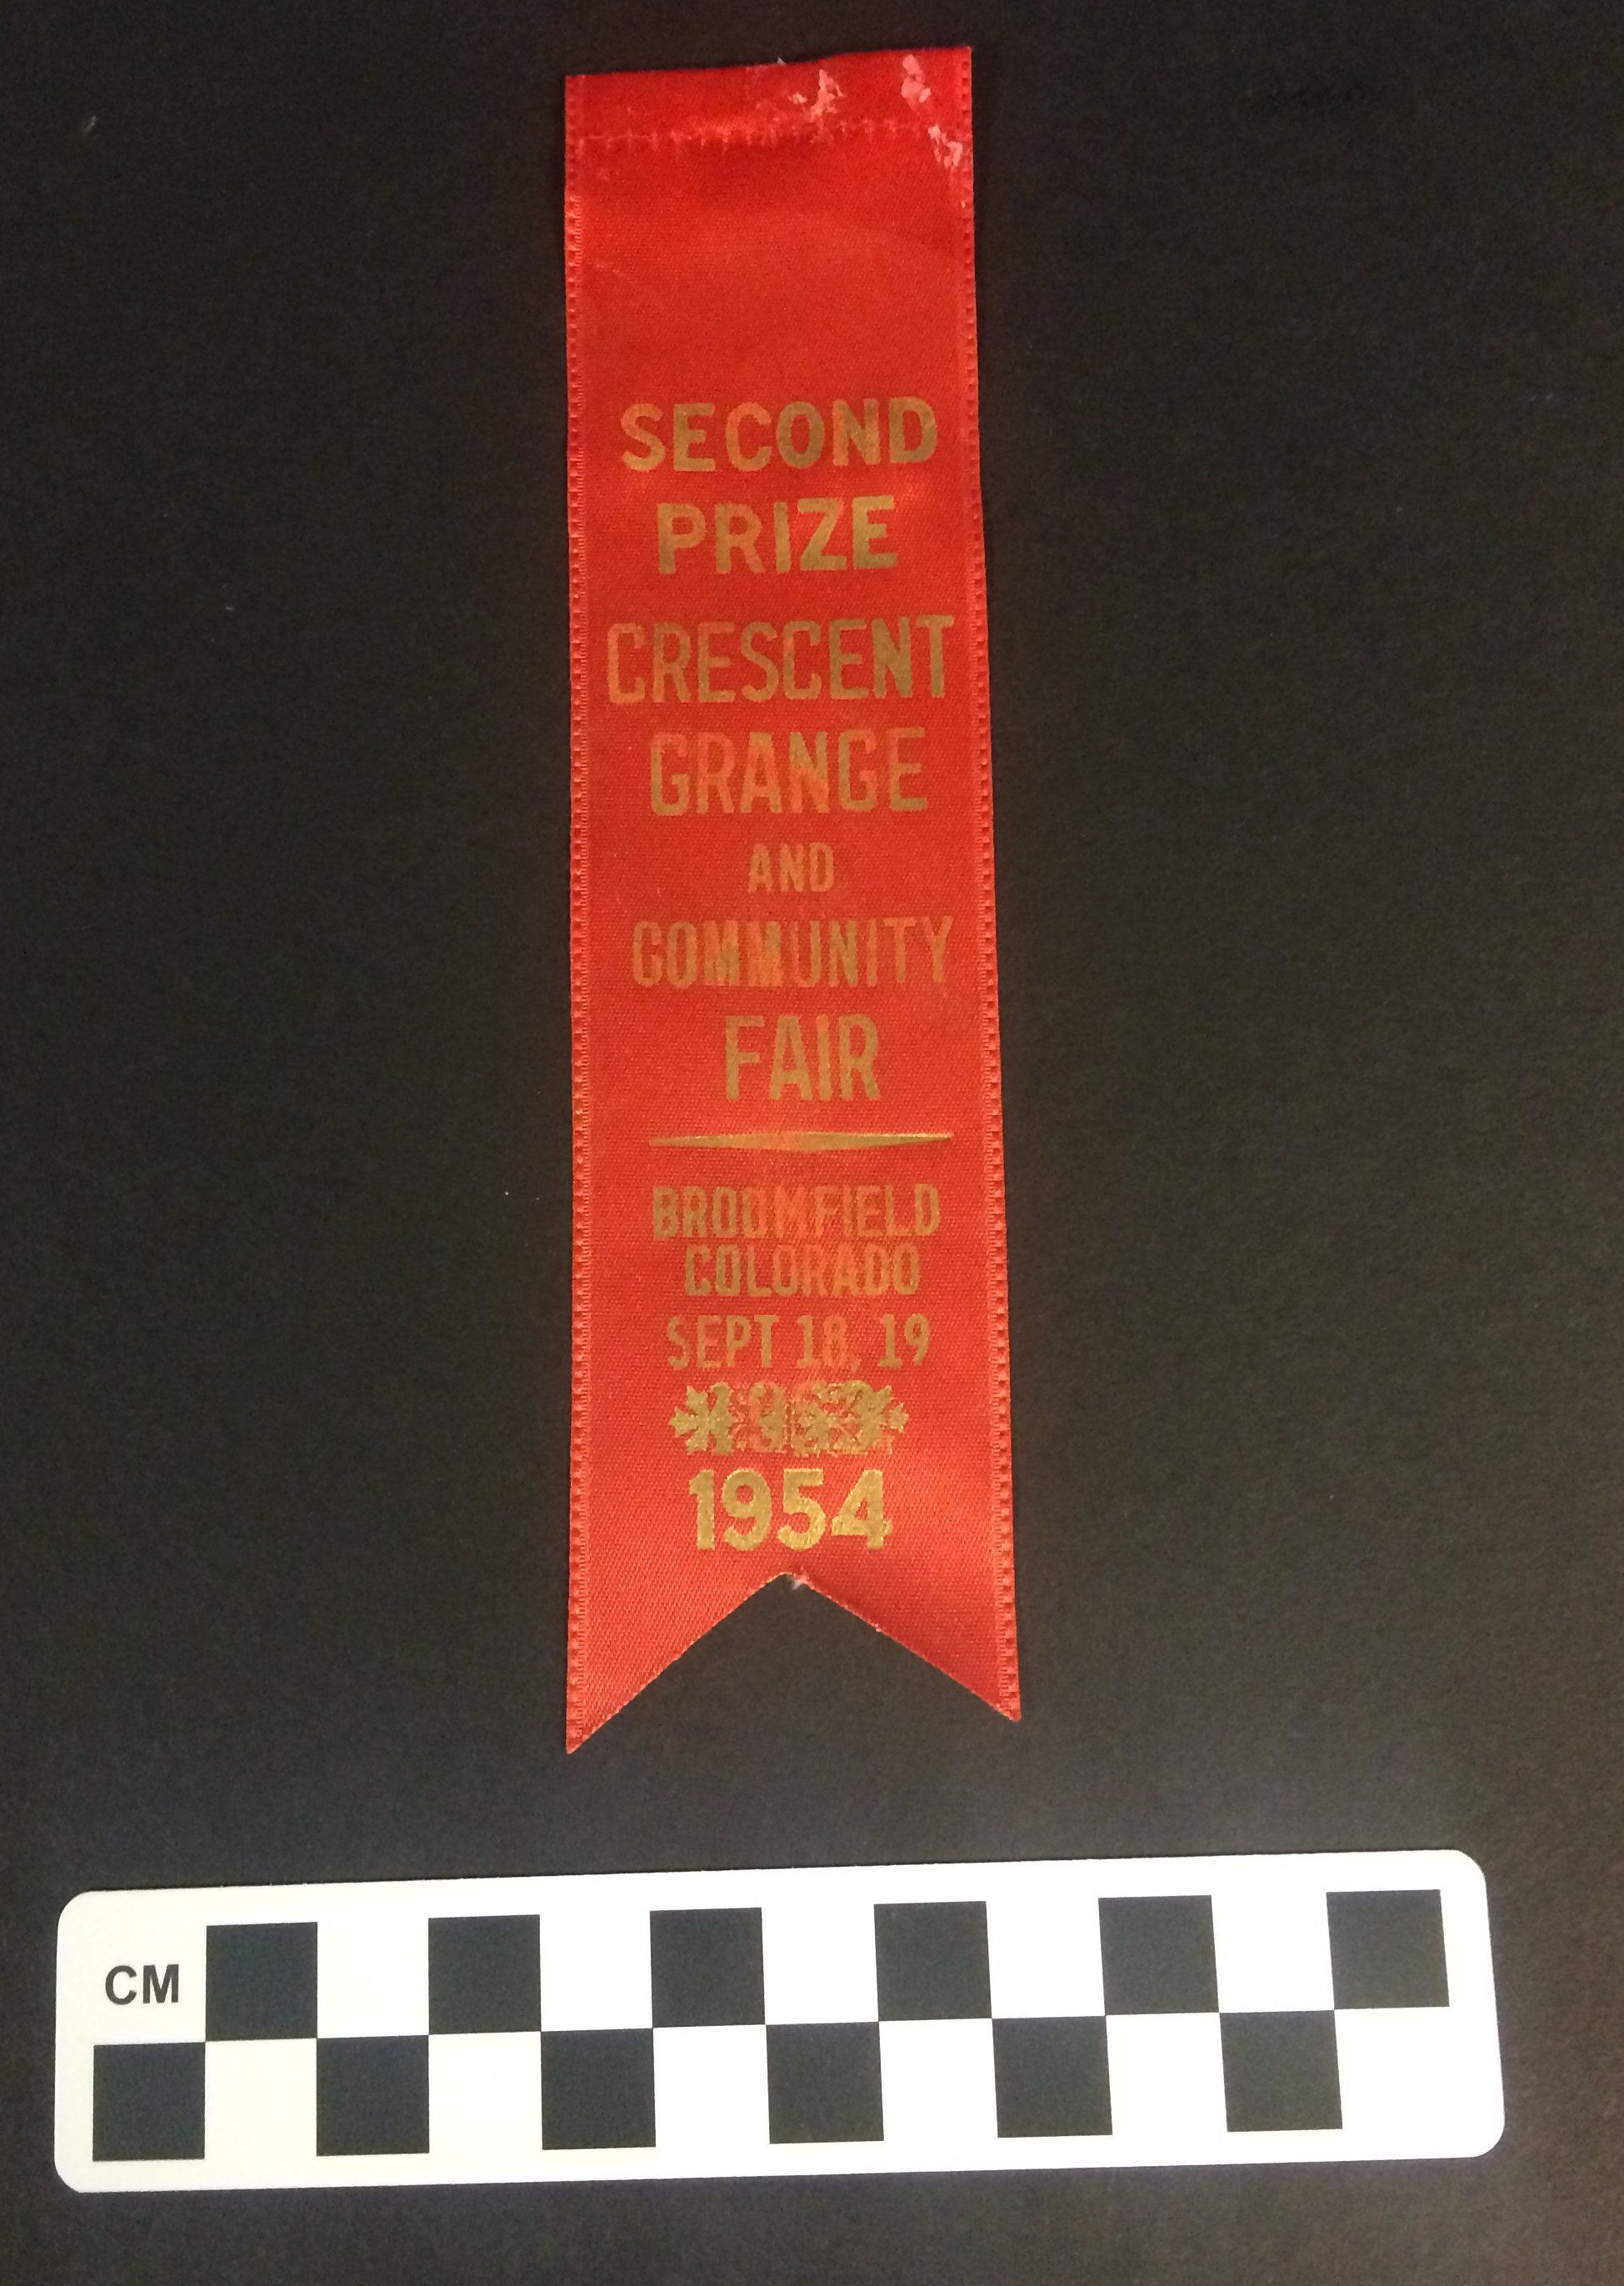 SECOND
PRIZE
CRESCENT
GRANGE
AND
COMMUNITY
FAIR
BROOMFIELD
COLORADO
SEPT 18, 19
1954
CM